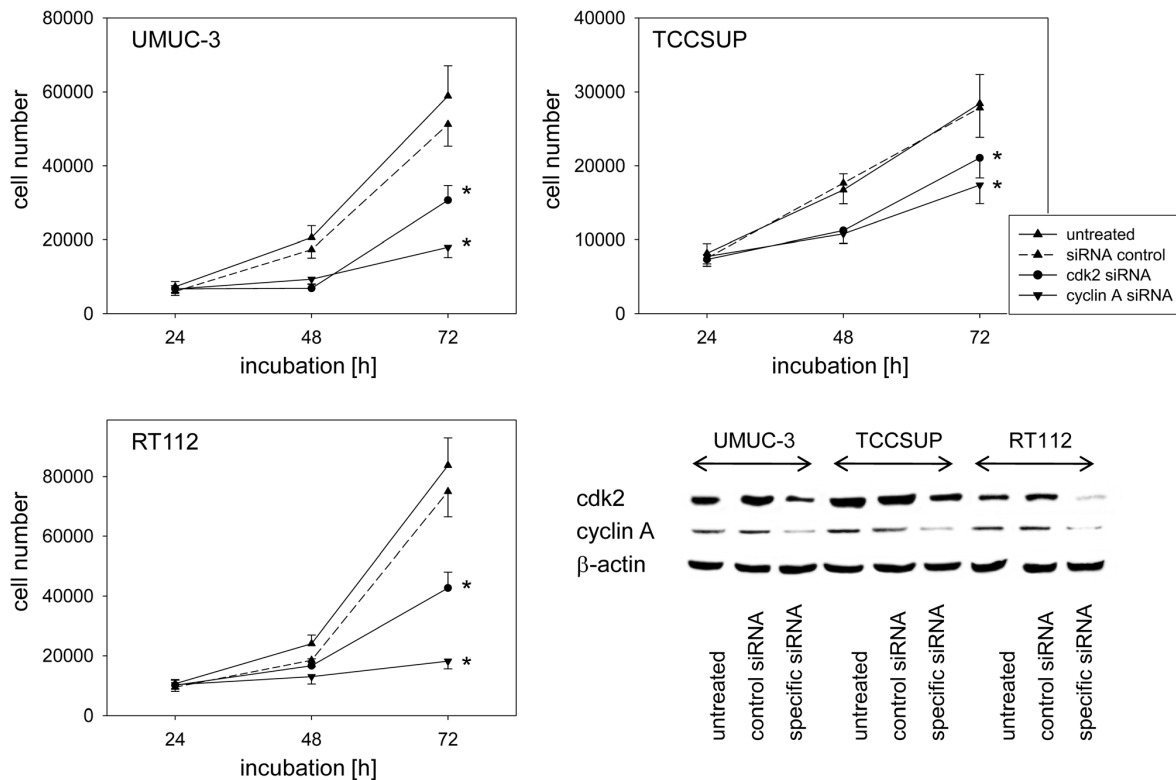 UMUC-3
80000
60000
40000
20000
0
cell number
*
*
24 48 72
incubation [h]
TCCSUP
40000
30000
20000
10000
0
cell number
*
*
24 48 72
incubation [h]
untreated
siRNA control
cdk2 siRNA
cyclin A siRNA
RT112
80000
60000
40000
20000
0
cell number
*
*
24 48 72
incubation [h]
UMUC-3 TCCSUP RT112
cdk2
cyclin A
β-actin
untreated
control siRNA
specific siRNA
untreated
control siRNA
specific siRNA
untreated
control siRNA
specific siRNA